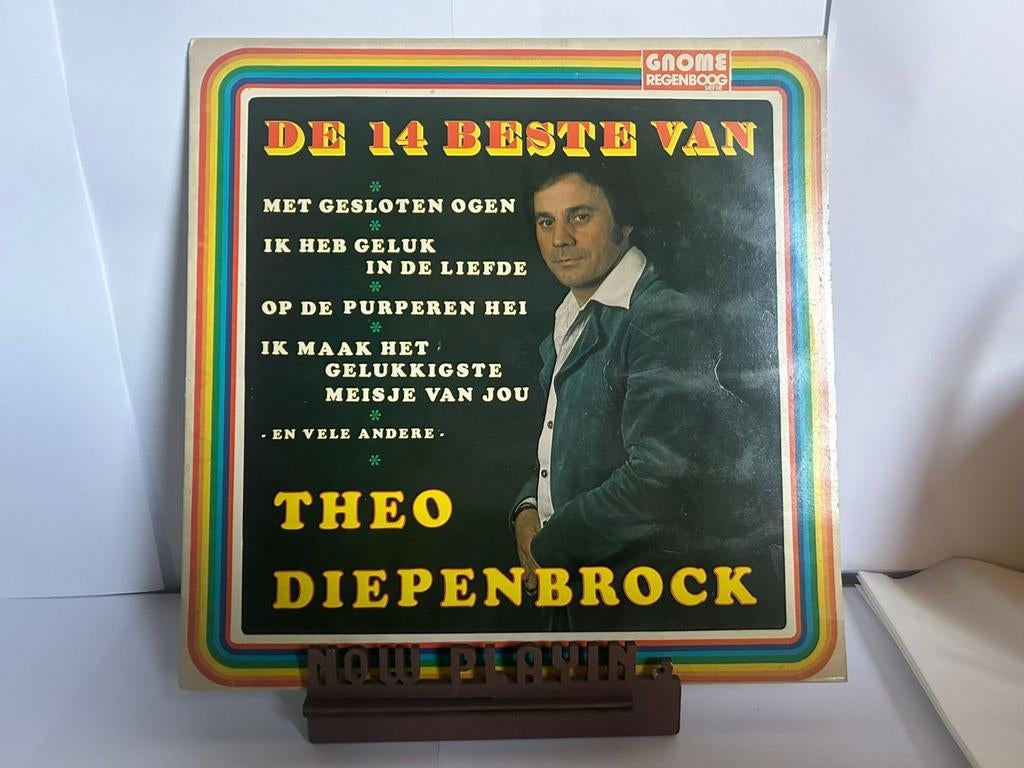 GNOME
REGENBOOG
serie
DE 14 BESTE VAN
MET GESLOTEN OGEN
IK HEB GELUK
IN DE LIEFDE
OP DE PURPEREN HEI
IK MAAK HET
GELUKKIGSTE
MEISJE VAN JOU
- EN VELE ANDERE -
THEO
DIEPENBROCK
NOW PLAYIN